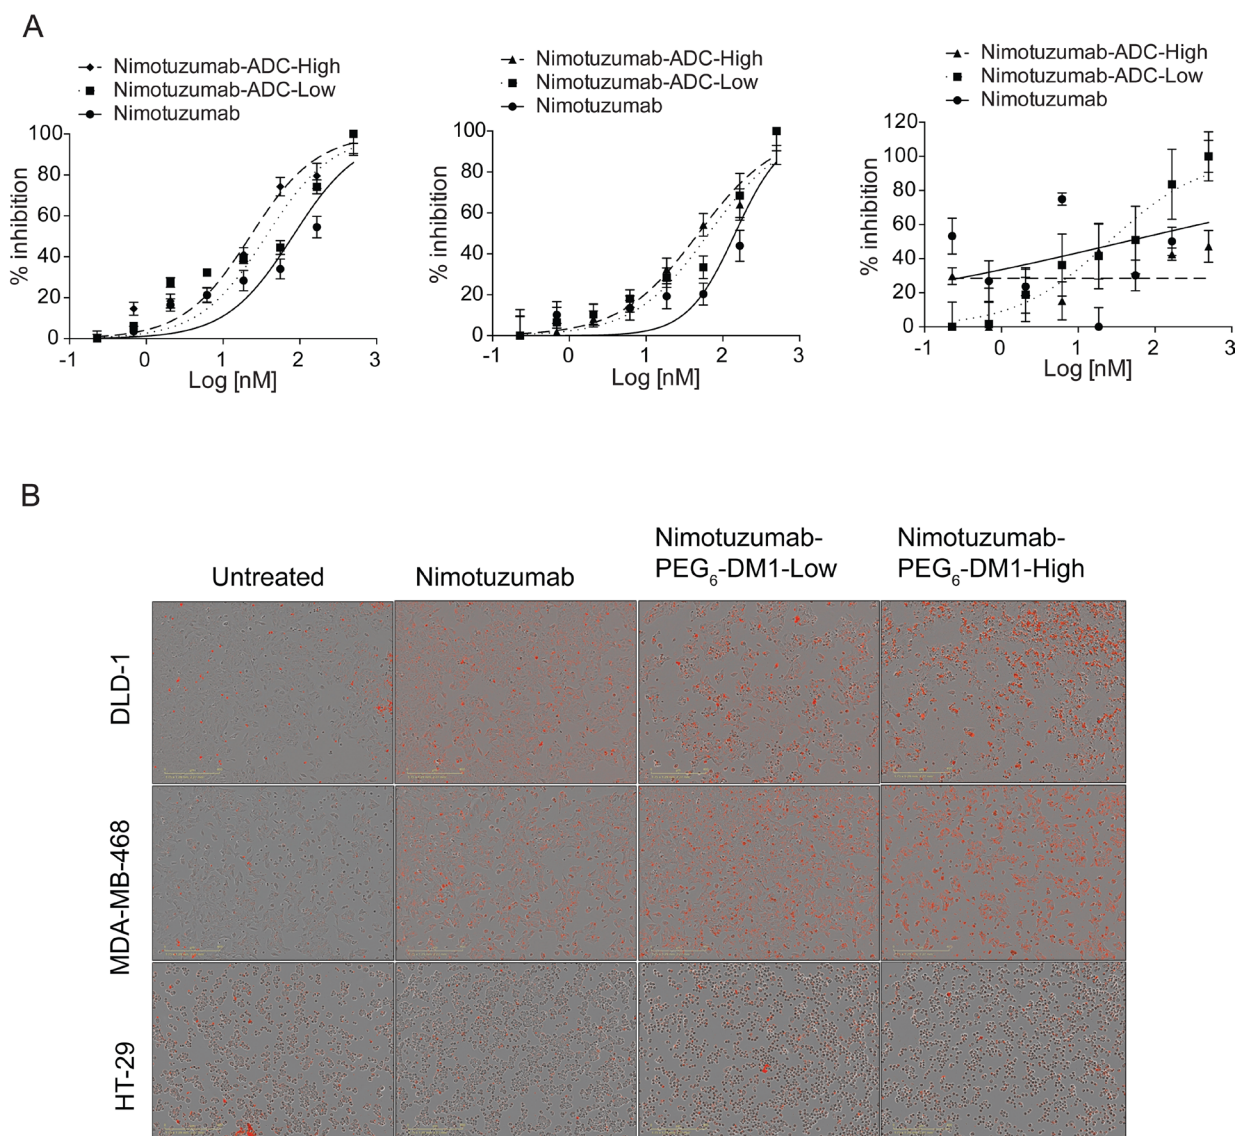 A
Nimotuzumab-ADC-High
Nimotuzumab-ADC-Low
Nimotuzumab
100
80
60
40
20
0
-1
0
1
2
3
% inhibition
Log [nM]
Nimotuzumab-ADC-High
Nimotuzumab-ADC-Low
Nimotuzumab
100
80
60
40
20
0
-1
0
1
2
3
% inhibition
Log [nM]
Nimotuzumab-ADC-High
Nimotuzumab-ADC-Low
Nimotuzumab
120
100
80
60
40
20
0
-1
0
1
2
3
% inhibition
Log [nM]
B
Untreated
Nimotuzumab
Nimotuzumab-
PEG6-DM1-Low
Nimotuzumab-
PEG6-DM1-High
DLD-1
MDA-MB-468
HT-29